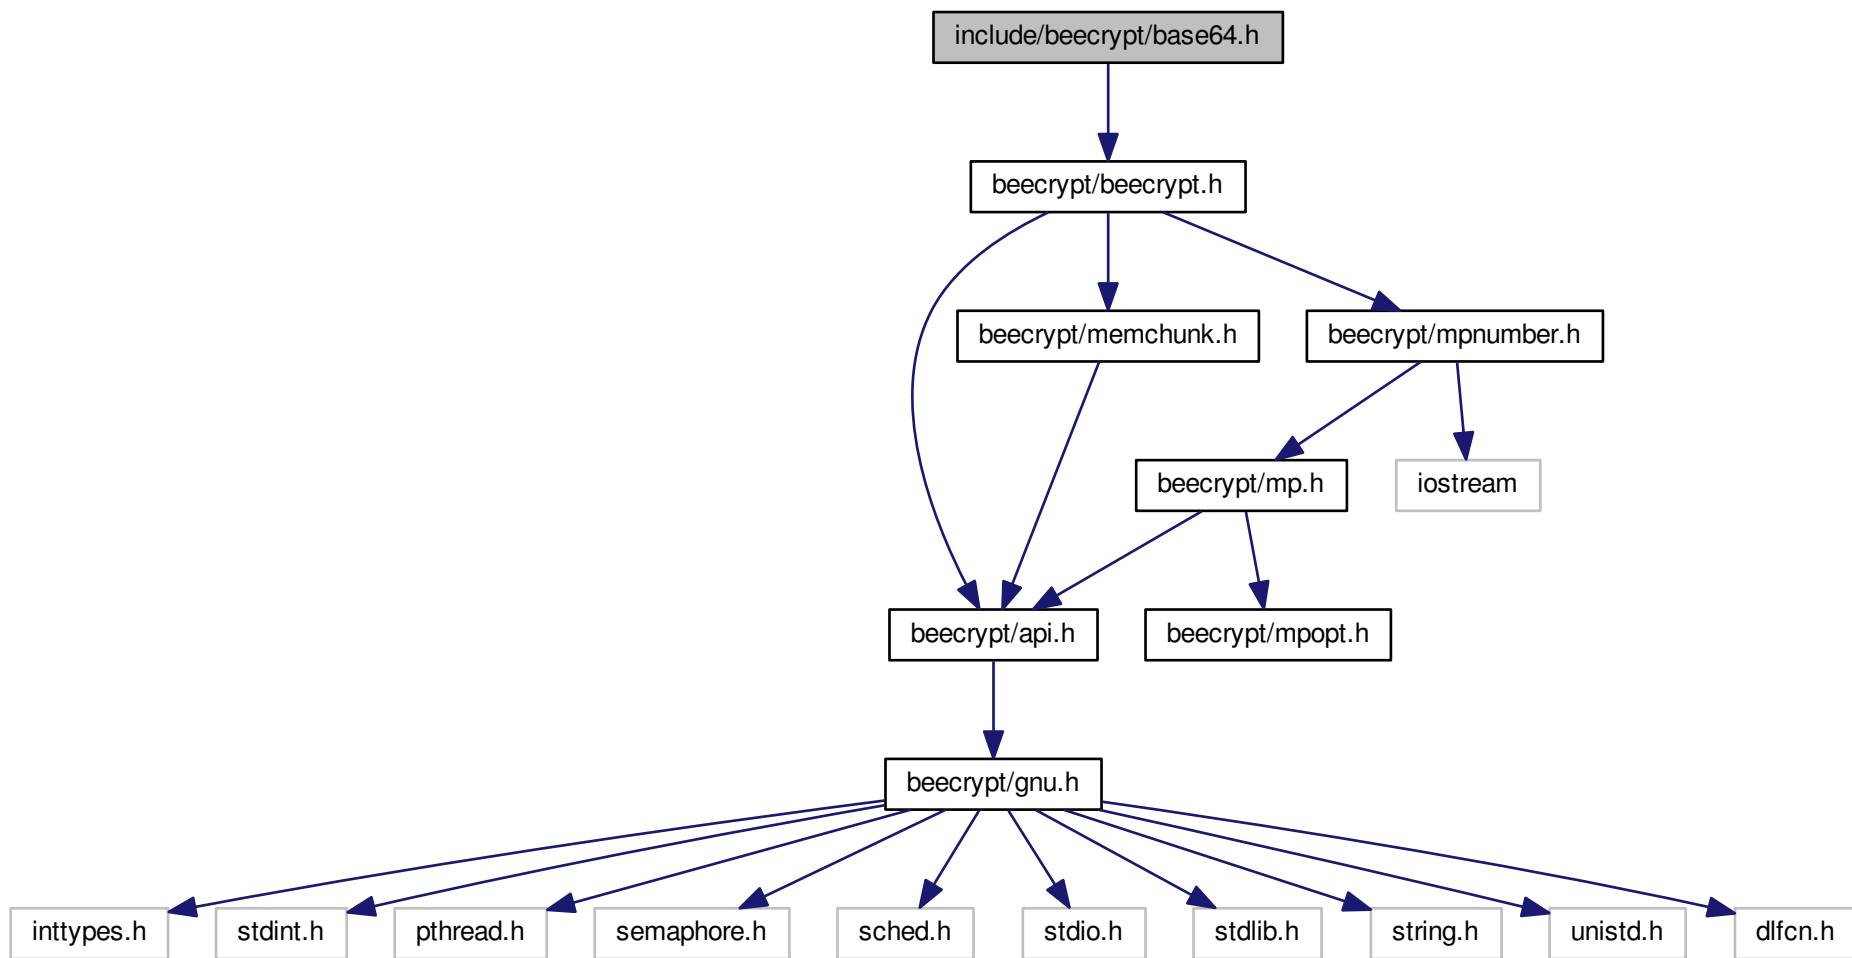 include/beecrypt/base64.h
beecrypt/beecrypt.h
beecrypt/memchunk.h
beecrypt/mpnumber.h
beecrypt/mp.h
iostream
beecrypt/api.h
beecrypt/mpopt.h
beecrypt/gnu.h
inttypes.h
stdint.h
pthread.h
semaphore.h
sched.h
stdio.h
stdlib.h
string.h
unistd.h
dlfcn.h